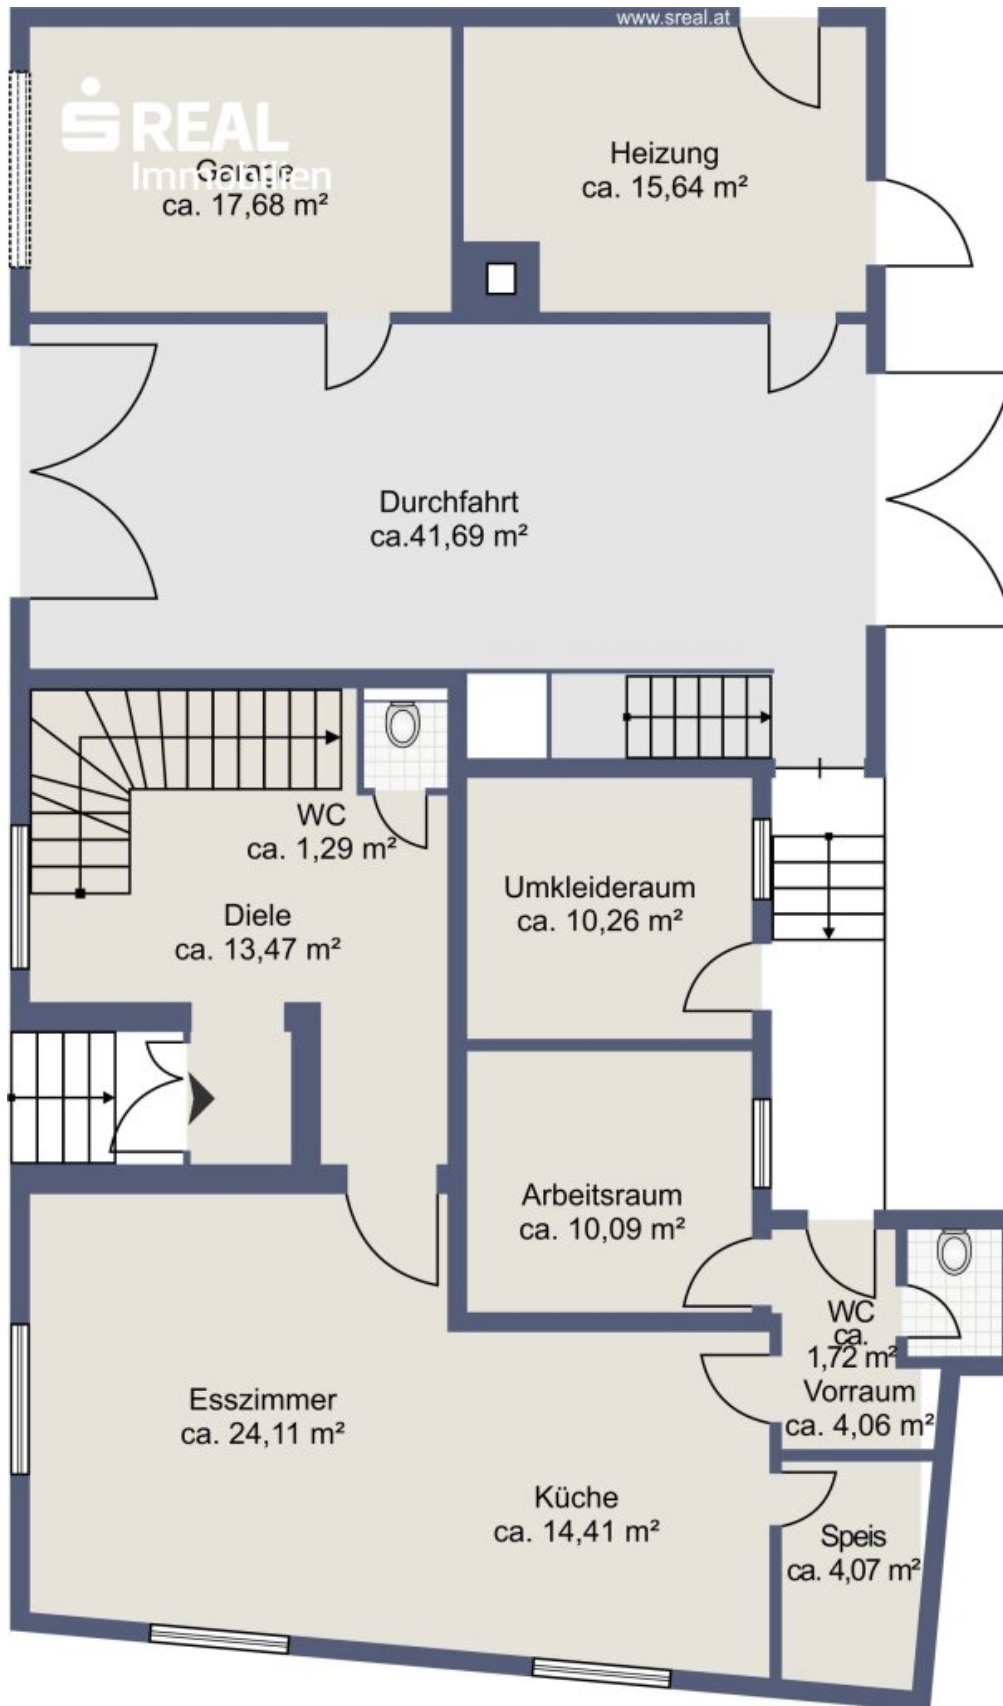 www.sreal.at
S REAL
Immobilien
Garage
ca. 17,68 m²
Heizung
ca. 15,64 m²
Durchfahrt
ca.41,69 m²
WC
ca. 1,29 m²
Diele
ca. 13,47 m²
Umkleideraum
ca. 10,26 m²
Arbeitsraum
ca. 10,09 m²
WC
ca.
1,72 m²
Vorraum
ca. 4,06 m²
Esszimmer
ca. 24,11 m²
Küche
ca. 14,41 m²
Speis
ca. 4,07 m²